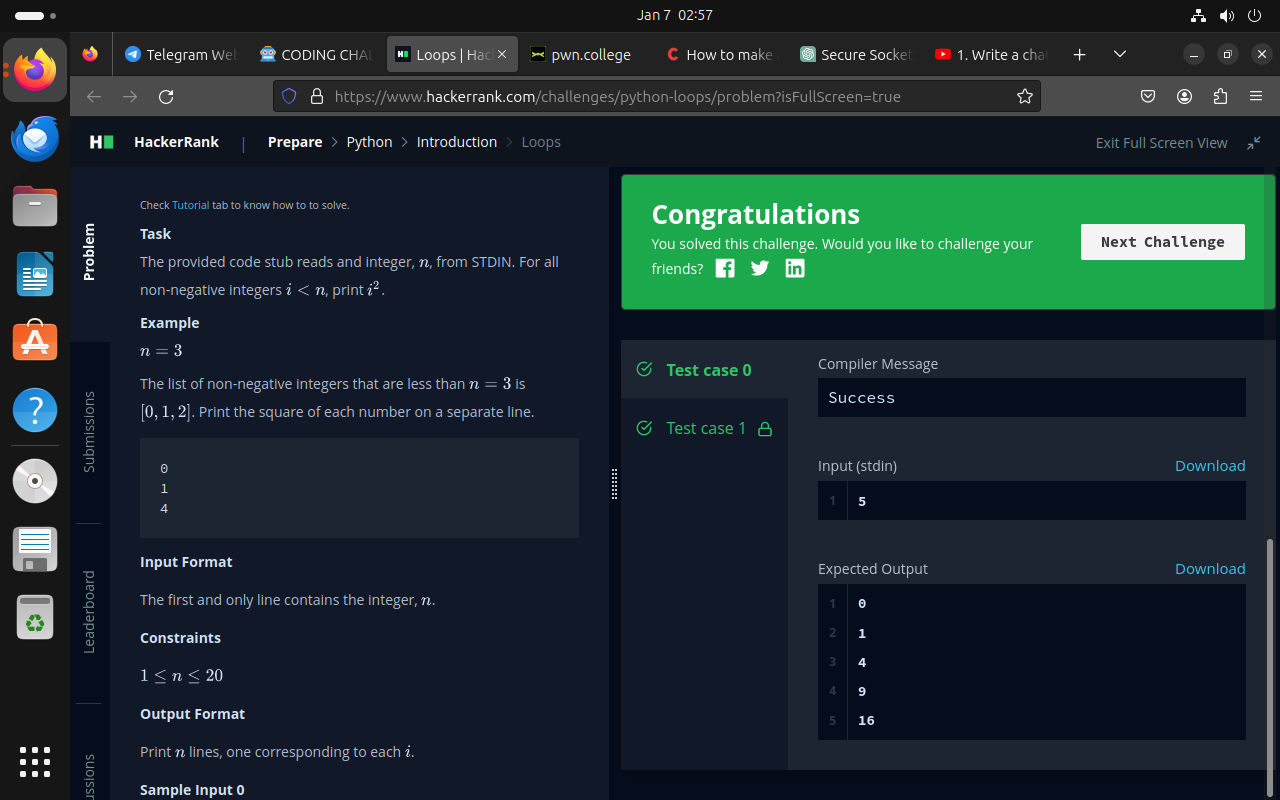 Jan 7 02:57
Telegram Web
CODING CHAL
Loops | Hac
pwn.college
How to make
Secure Socket
1. Write a chat
https://www.hackerrank.com/challenges/python-loops/problem?isFullScreen=true
H
HackerRank | Prepare > Python > Introduction > Loops
Exit Full Screen View
Problem
Submissions
Leaderboard
ussions
Check Tutorial tab to know how to to solve.
Task
The provided code stub reads and integer, n, from STDIN. For all
non-negative integers i < n, print i².
Example
n = 3
The list of non-negative integers that are less than n = 3 is
[0, 1, 2]. Print the square of each number on a separate line.
0
1
4
Input Format
The first and only line contains the integer, n.
Constraints
1 ≤ n ≤ 20
Output Format
Print n lines, one corresponding to each i.
Sample Input 0
Congratulations
You solved this challenge. Would you like to challenge your
friends?
Next Challenge
Test case 0
Test case 1
Compiler Message
Success
Input (stdin)
Download
1 5
Expected Output
Download
1 0
2 1
3 4
4 9
5 16